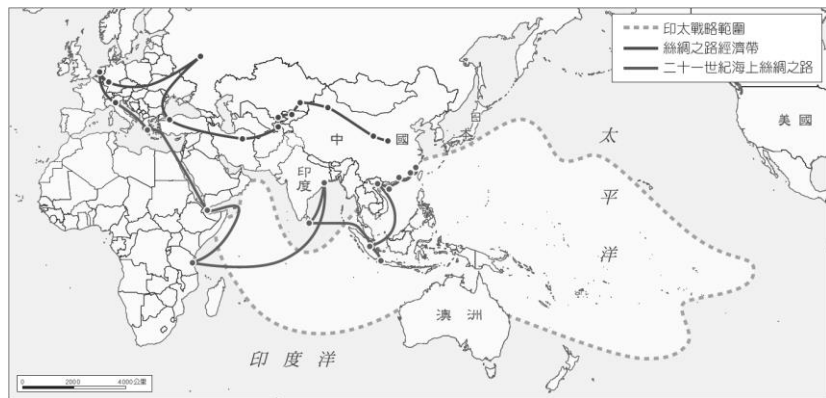 印太戰略範圍
絲綢之路經濟帶
二十一世紀海上絲綢之路
中國
日本
美國
印度
太平洋
澳洲
印度洋
0 2000 4000公里